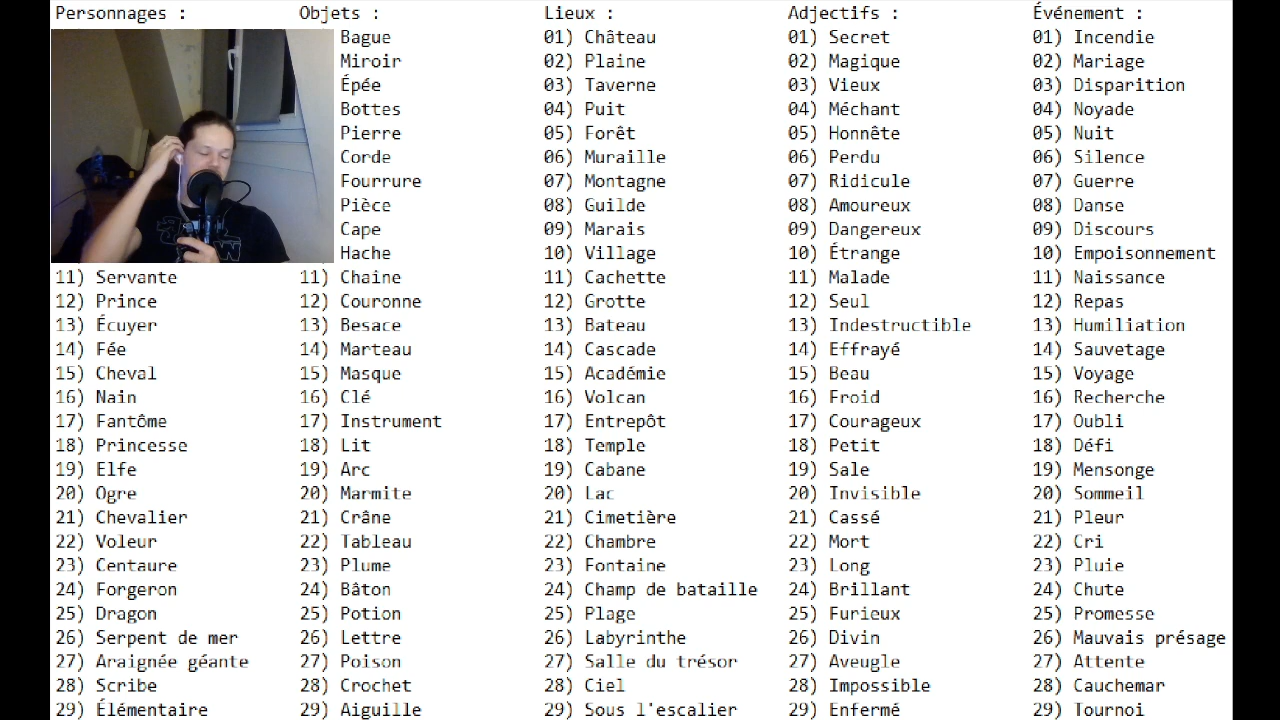 Personnages : Objets : Lieux : Adjectifs : Événement :
Bague 01) Château 01) Secret 01) Incendie
Miroir 02) Plaine 02) Magique 02) Mariage
Épée 03) Taverne 03) Vieux 03) Disparition
Bottes 04) Puit 04) Méchant 04) Noyade
Pierre 05) Forêt 05) Honnête 05) Nuit
Corde 06) Muraille 06) Perdu 06) Silence
Fourrure 07) Montagne 07) Ridicule 07) Guerre
Pièce 08) Guilde 08) Amoureux 08) Danse
Cape 09) Marais 09) Dangereux 09) Discours
Hache 10) Village 10) Étrange 10) Empoisonnement
11) Servante 11) Chaine 11) Cachette 11) Malade 11) Naissance
12) Prince 12) Couronne 12) Grotte 12) Seul 12) Repas
13) Écuyer 13) Besace 13) Bateau 13) Indestructible 13) Humiliation
14) Fée 14) Marteau 14) Cascade 14) Effrayé 14) Sauvetage
15) Cheval 15) Masque 15) Académie 15) Beau 15) Voyage
16) Nain 16) Clé 16) Volcan 16) Froid 16) Recherche
17) Fantôme 17) Instrument 17) Entrepôt 17) Courageux 17) Oubli
18) Princesse 18) Lit 18) Temple 18) Petit 18) Défi
19) Elfe 19) Arc 19) Cabane 19) Sale 19) Mensonge
20) Ogre 20) Marmite 20) Lac 20) Invisible 20) Sommeil
21) Chevalier 21) Crâne 21) Cimetière 21) Cassé 21) Pleur
22) Voleur 22) Tableau 22) Chambre 22) Mort 22) Cri
23) Centaure 23) Plume 23) Fontaine 23) Long 23) Pluie
24) Forgeron 24) Bâton 24) Champ de bataille 24) Brillant 24) Chute
25) Dragon 25) Potion 25) Plage 25) Furieux 25) Promesse
26) Serpent de mer 26) Lettre 26) Labyrinthe 26) Divin 26) Mauvais présage
27) Araignée géante 27) Poison 27) Salle du trésor 27) Aveugle 27) Attente
28) Scribe 28) Crochet 28) Ciel 28) Impossible 28) Cauchemar
29) Élémentaire 29) Aiguille 29) Sous l'escalier 29) Enfermé 29) Tournoi